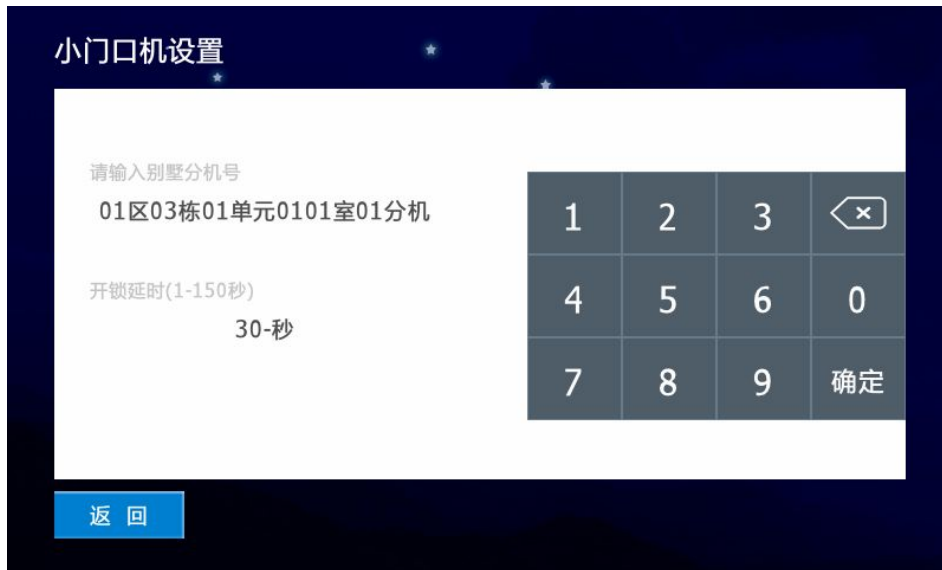 小门口机设置
请输入别墅分机号
01区03栋01单元0101室01分机
开锁延时(1-150秒)
30-秒
1 2 3
4 5 6 0
7 8 9 确定
返 回